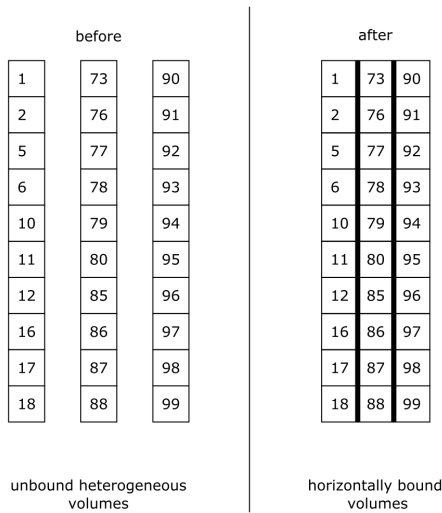 before after
1 73 90 1 73 90
2 76 91 2 76 91
5 77 92 5 77 92
6 78 93 6 78 93
10 79 94 10 79 94
11 80 95 11 80 95
12 85 96 12 85 96
16 86 97 16 86 97
17 87 98 17 87 98
18 88 99 18 88 99
unbound heterogeneous
volumes
horizontally bound
volumes